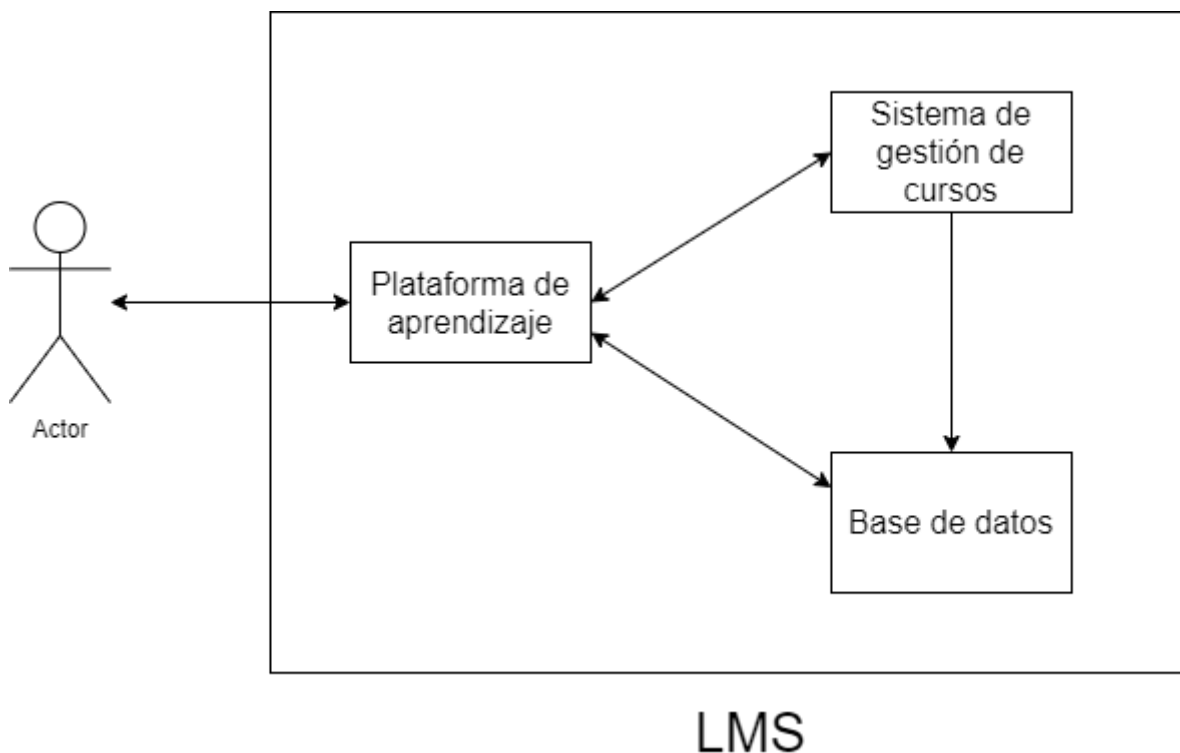 Sistema de
gestión de
cursos
Plataforma de
aprendizaje
Actor
Base de datos
LMS